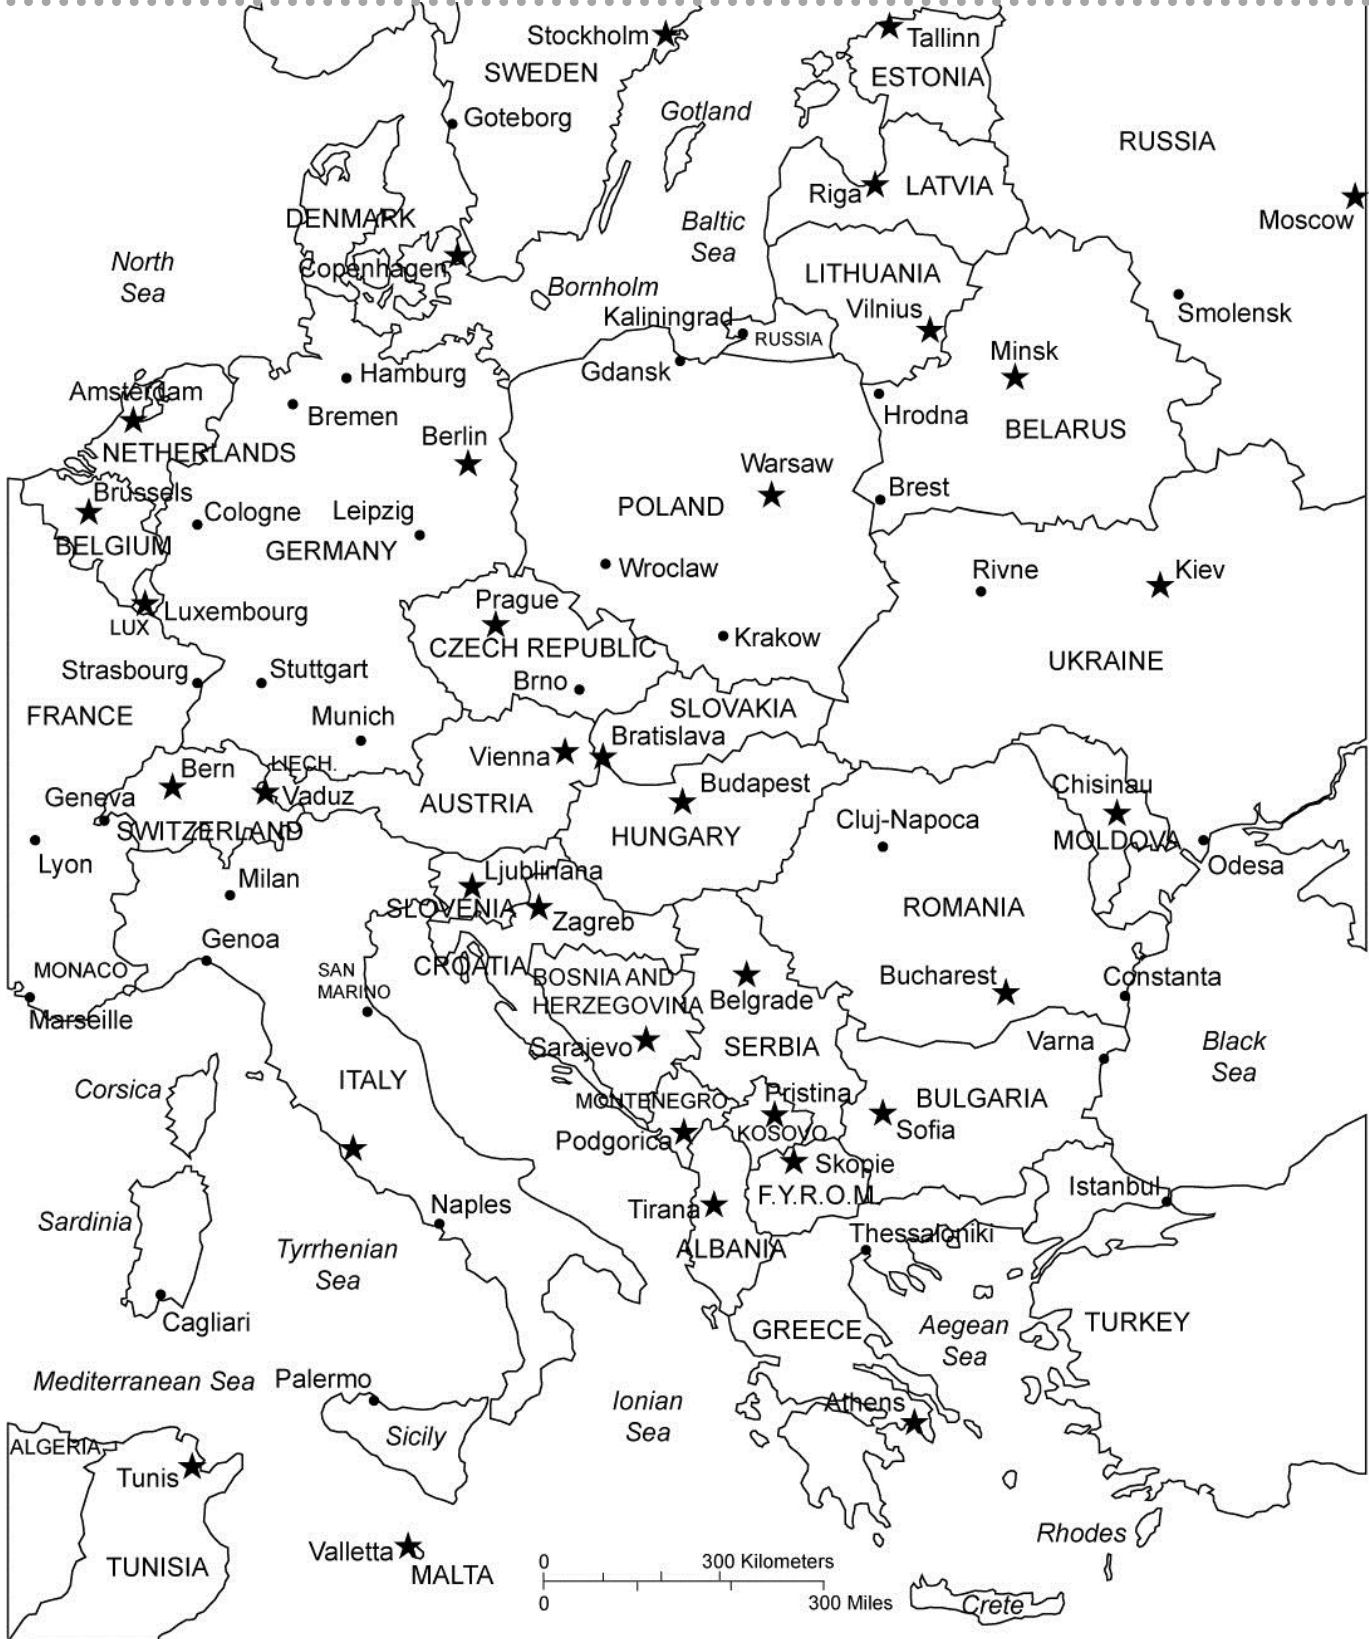 Stockholm
SWEDEN
Tallinn
ESTONIA
Gotland
Goteborg
RUSSIA
Riga
LATVIA
Moscow
DENMARK
Baltic
Sea
Copenhagen
North
Sea
LITHUANIA
Bornholm
Vilnius
Kaliningrad
RUSSIA
Smolensk
Minsk
Gdansk
Hamburg
Amsterdam
Bremen
Hrodna
BELARUS
Berlin
NETHERLANDS
Warsaw
Brussels
Brest
POLAND
Cologne
Leipzig
BELGIUM
GERMANY
Wroclaw
Rivne
Kiev
Prague
Luxembourg
LUX
Krakow
CZECH REPUBLIC
UKRAINE
Strasbourg
Stuttgart
Brno
SLOVAKIA
FRANCE
Munich
Bratislava
Vienna
Bern
LIECH.
Budapest
Chisinau
Geneva
Vaduz
AUSTRIA
Cluj-Napoca
SWITZERLAND
HUNGARY
MOLDOVA
Lyon
Odesa
Milan
Ljublinana
SLOVENIA
Zagreb
ROMANIA
Genoa
MONACO
SAN
MARINO
CROATIA
BOSNIA AND
HERZEGOVINA
Belgrade
Bucharest
Constanta
Marseille
Sarajevo
SERBIA
Varna
Black
Sea
Corsica
ITALY
MONTENEGRO
Pristina
BULGARIA
Podgorica
KOSOVO
Sofia
Skopie
F.Y.R.O.M.
Istanbul
Naples
Tirana
Sardinia
Tyrrhenian
Sea
ALBANIA
Thessaloniki
Cagliari
GREECE
Aegean
Sea
TURKEY
Mediterranean Sea
Palermo
Ionian
Sea
Athens
Sicily
ALGERIA
Tunis
Rhodes
Valletta
MALTA
TUNISIA
0
300 Kilometers
0
300 Miles
Crete